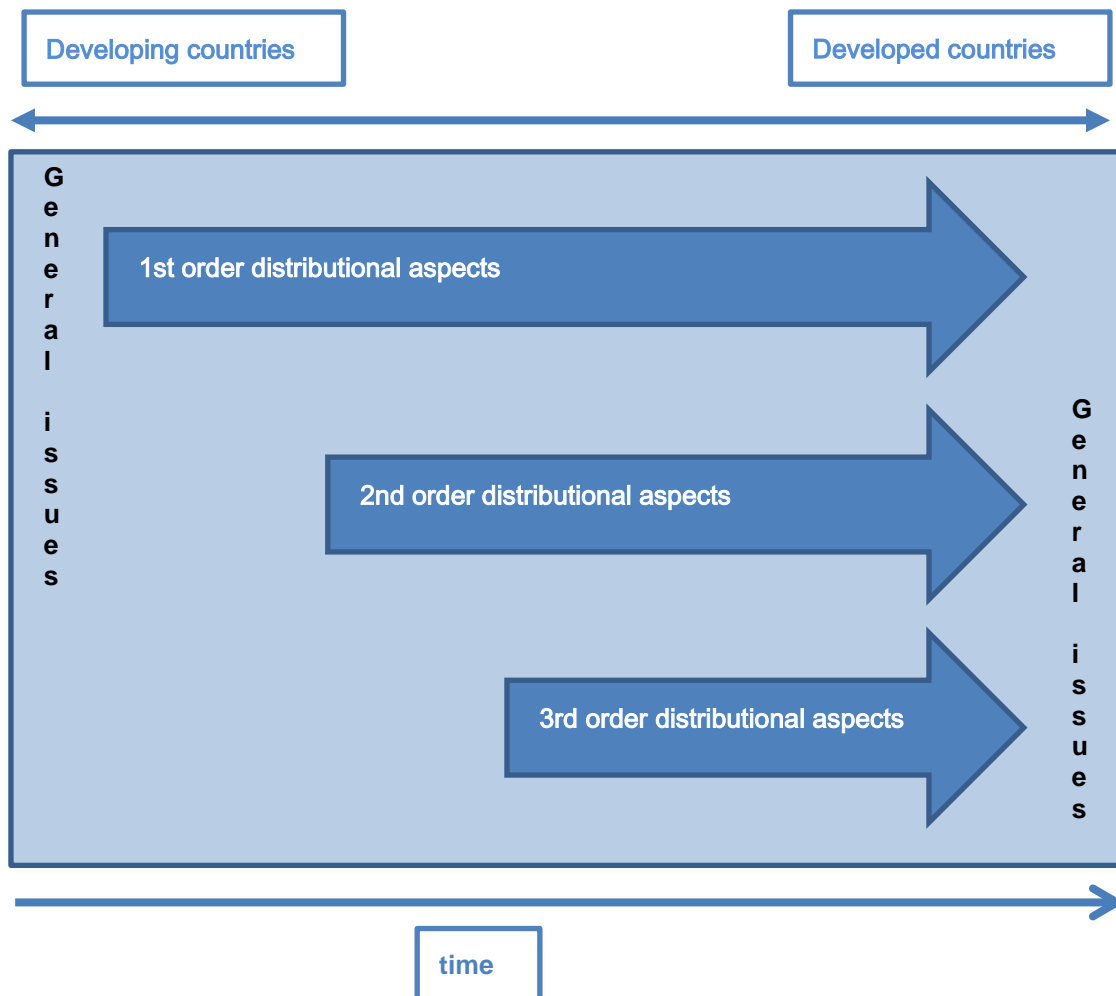 Developing countries
Developed countries
General issues
1st order distributional aspects
2nd order distributional aspects
3rd order distributional aspects
General issues
time